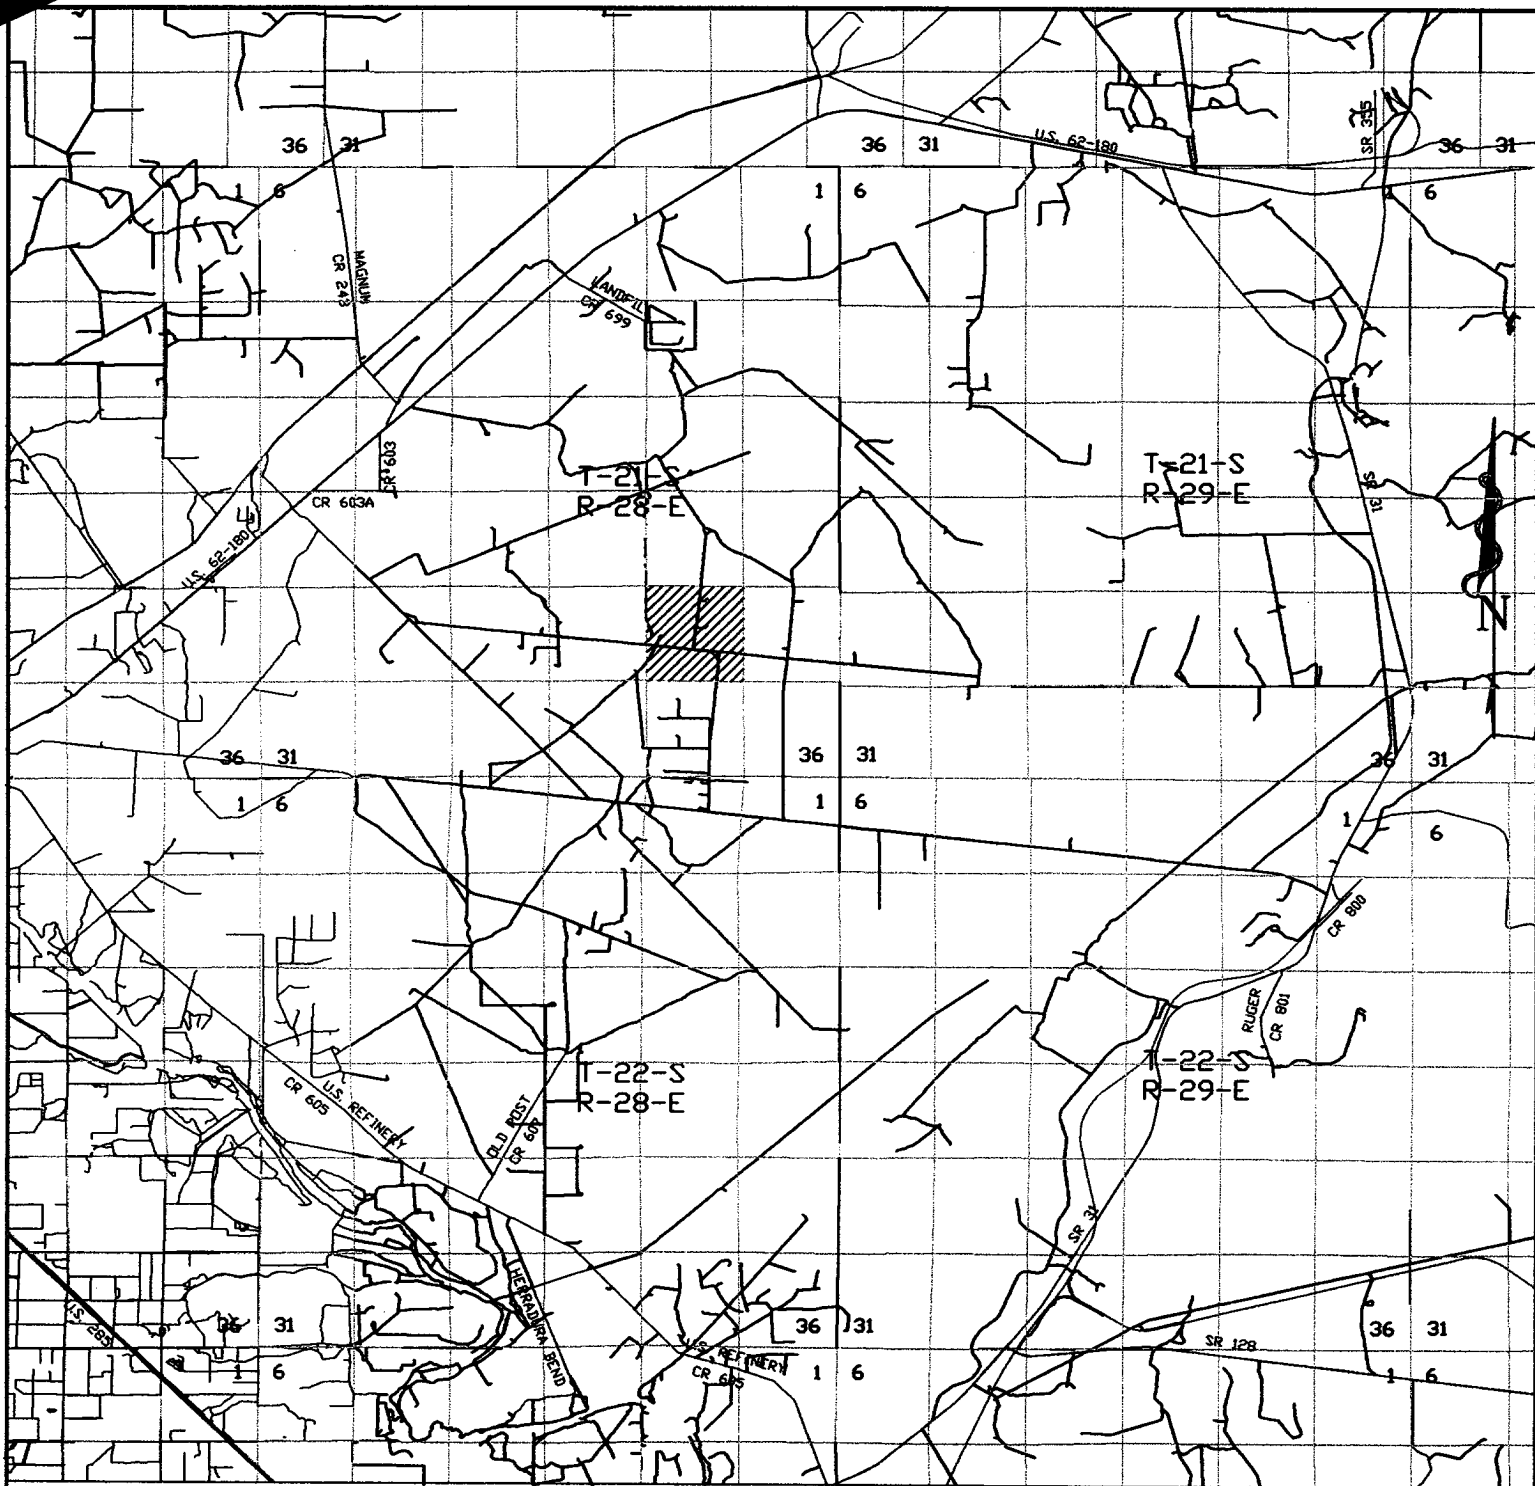 36 31
36 31
U.S. 62-180
SR 355
36 31
1 6
1 6
6
MAGNUM
CR 243
LANDFILL
CR 699
CR 603
CR 603A
T-21-S
R-28-E
T-21-S
R-29-E
SR 31
U.S. 62-180
N
36 31
36 31
36 31
1 6
1 6
1 6
CR 800
RUGER
CR 801
U.S. REFINERY
CR 605
OLD POST
T-22-S
R-28-E
T-22-S
R-29-E
SR 31
HERRADURA BEND
U.S. 285
36 31
36 31
36 31
U.S. REFINERY
CR 605
SR 128
1 6
1 6
1 6